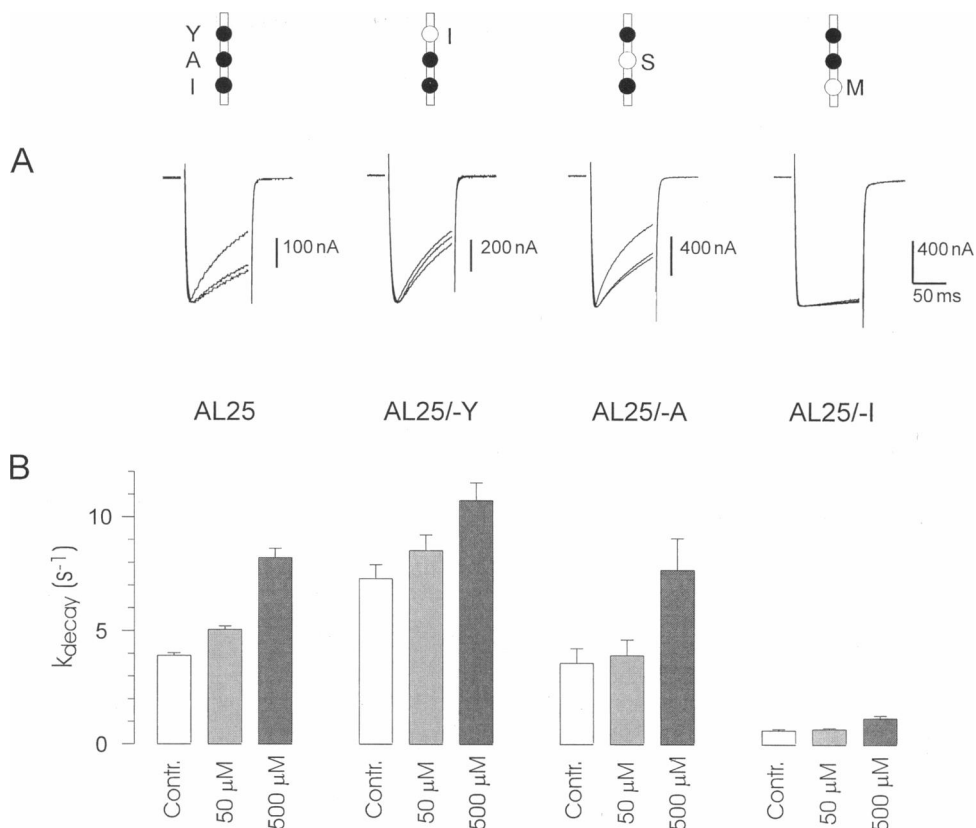 Y
A
I
I
S
M
A
100 nA
200 nA
400 nA
400 nA
50 ms
AL25
AL25/-Y
AL25/-A
AL25/-I
B
kdecay (s-1)
10
5
0
Contr.
50 µM
500 µM
Contr.
50 µM
500 µM
Contr.
50 µM
500 µM
Contr.
50 µM
500 µM